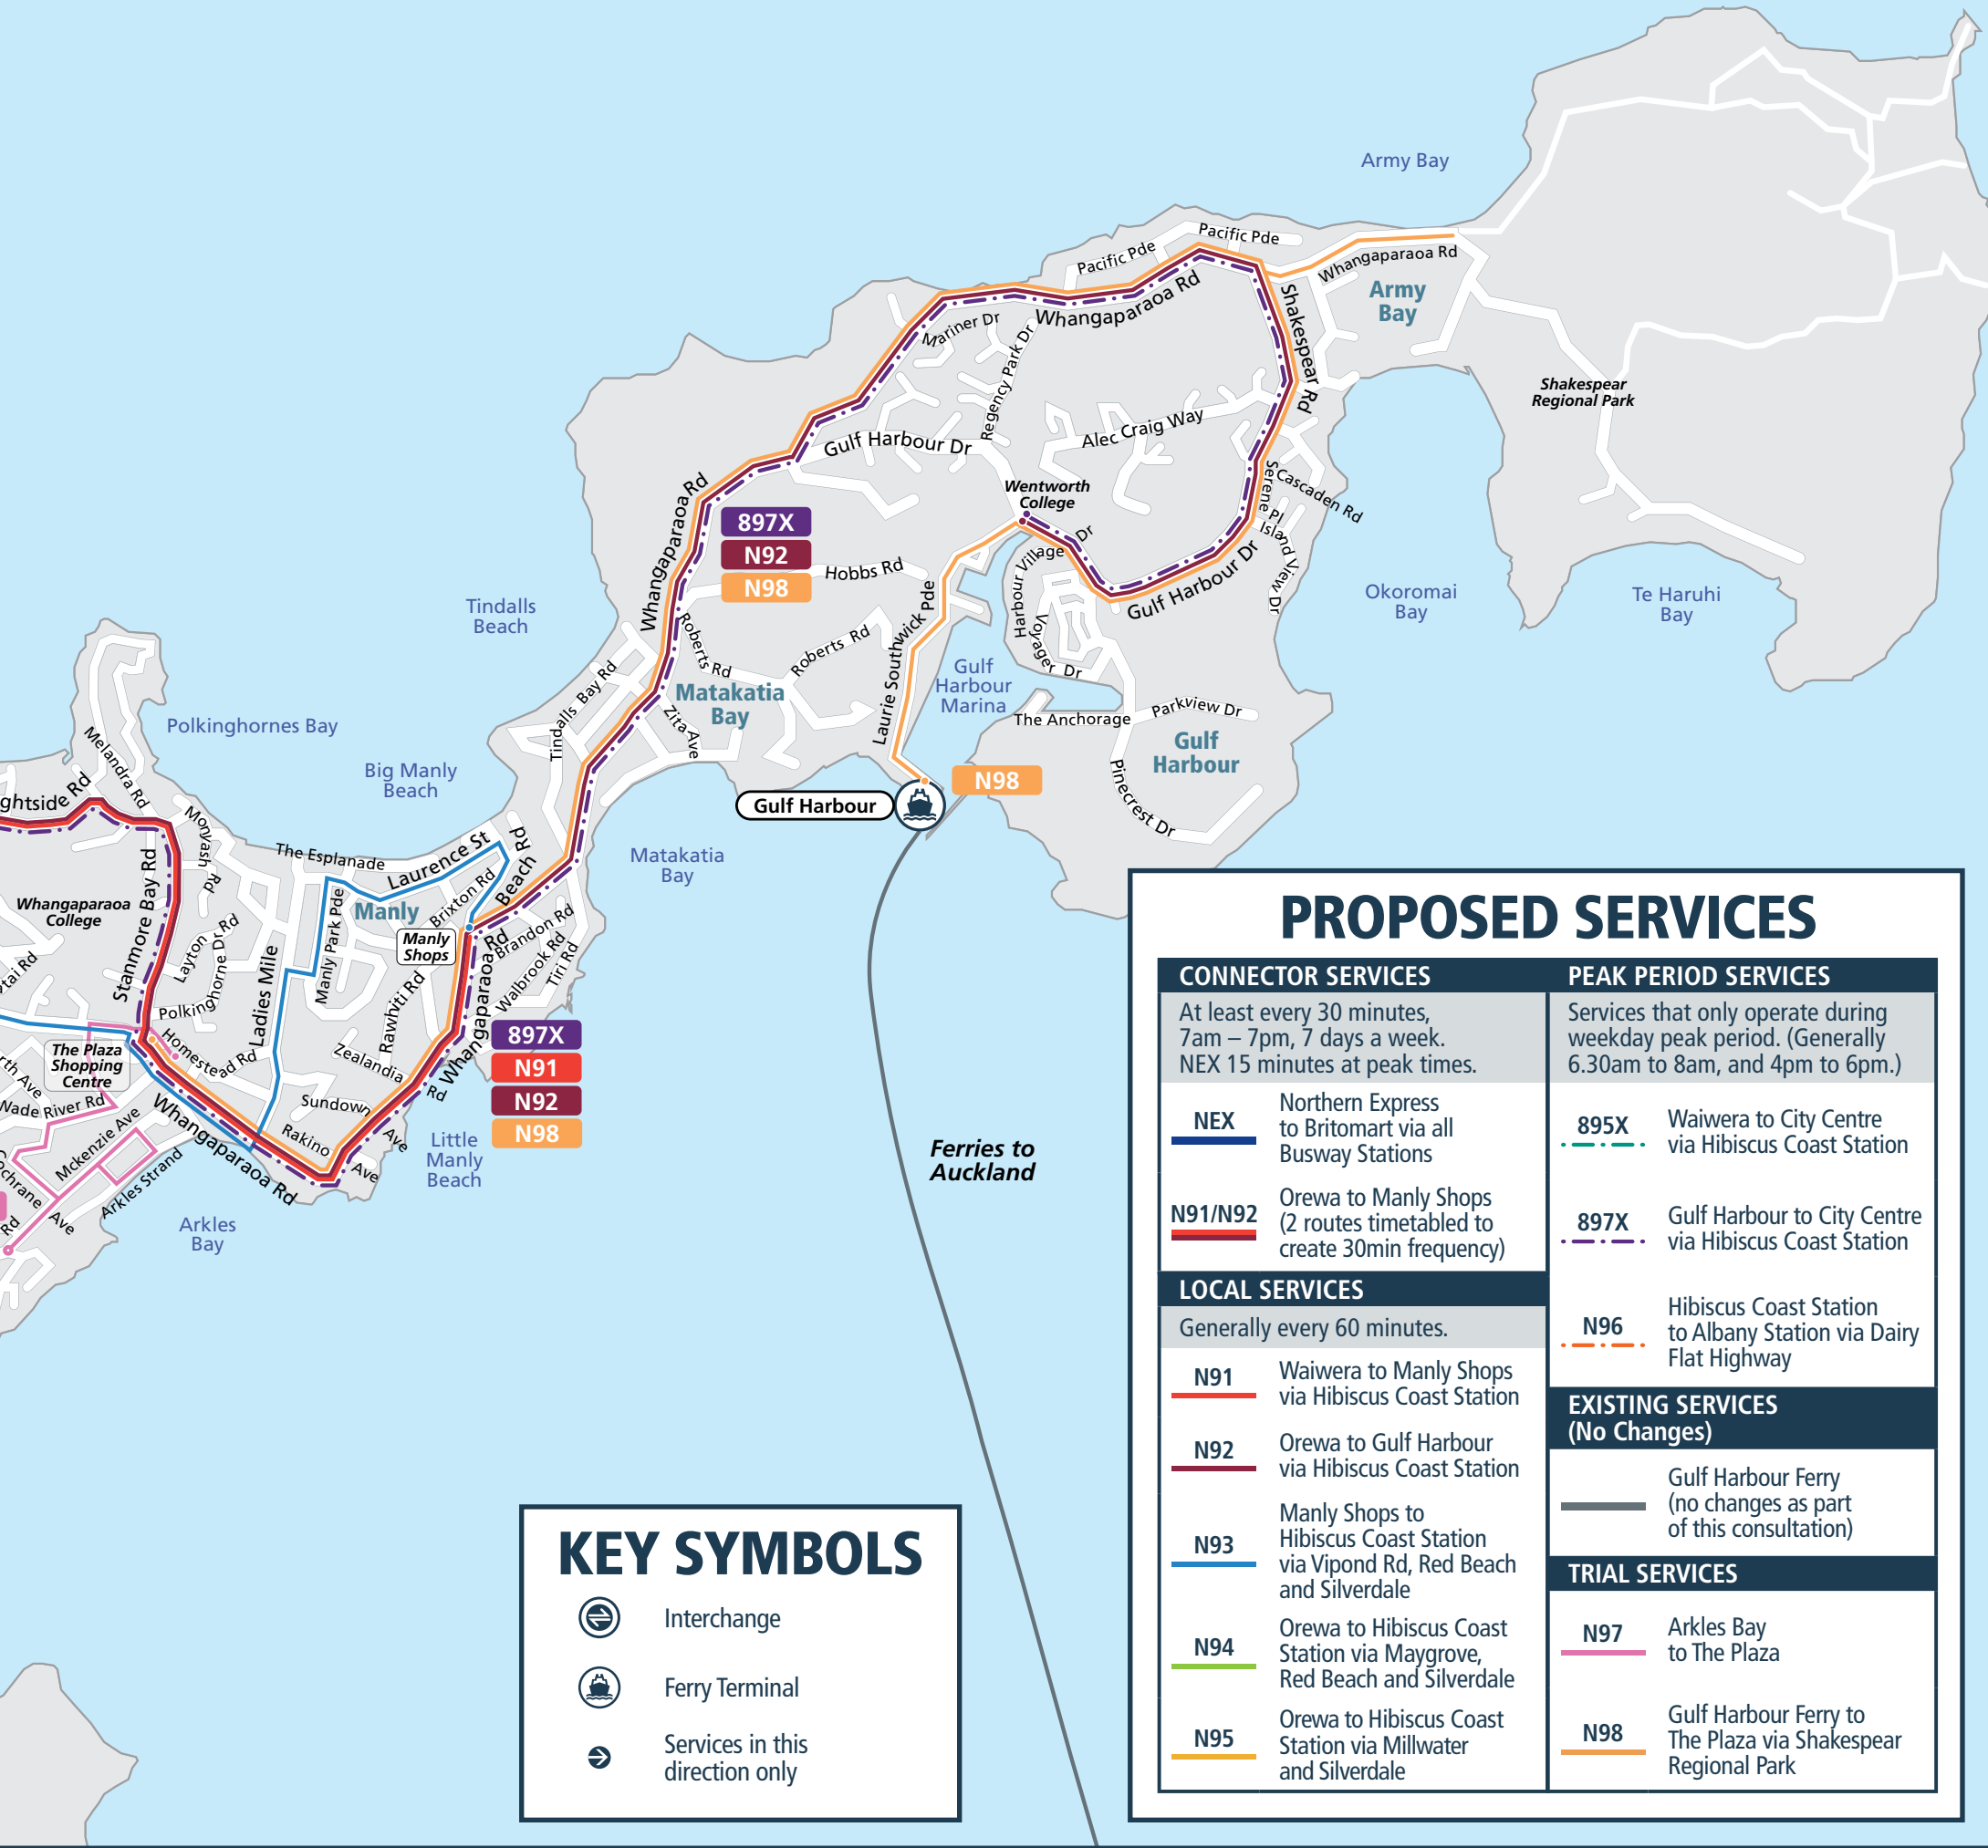 Army Bay
Pacific Pde
Pacific Pde
Whangaparaoa Rd
Army
Bay
Whangaparaoa Rd
Shakespear Rd
Mariner Dr
Regency Park Dr
Shakespear
Regional Park
Gulf Harbour Dr
Alec Craig Way
Wentworth
College
Serene Pl
Cascaden Rd
Island View Dr
Whangaparaoa Rd
897X
N92
N98
Hobbs Rd
Harbour Village Dr
Voyager Dr
Gulf Harbour Dr
Okoromai
Bay
Te Haruhi
Bay
Tindalls
Beach
Roberts Rd
Roberts Rd
Laurie Southwick Pde
Gulf
Harbour
Marina
Matakatia
Bay
Zita Ave
Tindalls Bay Rd
The Anchorage
Parkview Dr
Gulf
Harbour
Pinecrest Dr
N98
Gulf Harbour
Polkinghornes Bay
Melandra Rd
Big Manly
Beach
ghtside Rd
Monvash Rd
The Esplanade
Laurence St
Beach Rd
Matakatia
Bay
Whangaparaoa
College
Stanmore Bay Rd
Manly
Brixton Rd
Manly
Shops
Brandon Rd
Walbrook Rd
Tiri Rd
Layton Rd
Polkinghorne Dr
Polkinghorne
Ladies Mile
Manly Park Pde
Rawhiti Rd
Whangaparaoa Rd
tai Rd
The Plaza
Shopping
Centre
Homestead Rd
Zealandia Rd
897X
N91
N92
N98
rth Ave
Wade River Rd
Mckenzie Ave
Whangaparaoa Rd
Sundown Ave
Rakino Ave
Little
Manly
Beach
Arkles Strand
ochrane Ave
Rd
Arkles
Bay
Ferries to
Auckland
PROPOSED SERVICES
CONNECTOR SERVICES
At least every 30 minutes,
7am – 7pm, 7 days a week.
NEX 15 minutes at peak times.
NEX
Northern Express
to Britomart via all
Busway Stations
N91/N92
Orewa to Manly Shops
(2 routes timetabled to
create 30min frequency)
LOCAL SERVICES
Generally every 60 minutes.
N91
Waiwera to Manly Shops
via Hibiscus Coast Station
N92
Orewa to Gulf Harbour
via Hibiscus Coast Station
N93
Manly Shops to
Hibiscus Coast Station
via Vipond Rd, Red Beach
and Silverdale
N94
Orewa to Hibiscus Coast
Station via Maygrove,
Red Beach and Silverdale
N95
Orewa to Hibiscus Coast
Station via Millwater
and Silverdale
PEAK PERIOD SERVICES
Services that only operate during
weekday peak period. (Generally
6.30am to 8am, and 4pm to 6pm.)
895X
Waiwera to City Centre
via Hibiscus Coast Station
897X
Gulf Harbour to City Centre
via Hibiscus Coast Station
N96
Hibiscus Coast Station
to Albany Station via Dairy
Flat Highway
EXISTING SERVICES
(No Changes)
Gulf Harbour Ferry
(no changes as part
of this consultation)
TRIAL SERVICES
N97
Arkles Bay
to The Plaza
N98
Gulf Harbour Ferry to
The Plaza via Shakespear
Regional Park
KEY SYMBOLS
Interchange
Ferry Terminal
Services in this
direction only